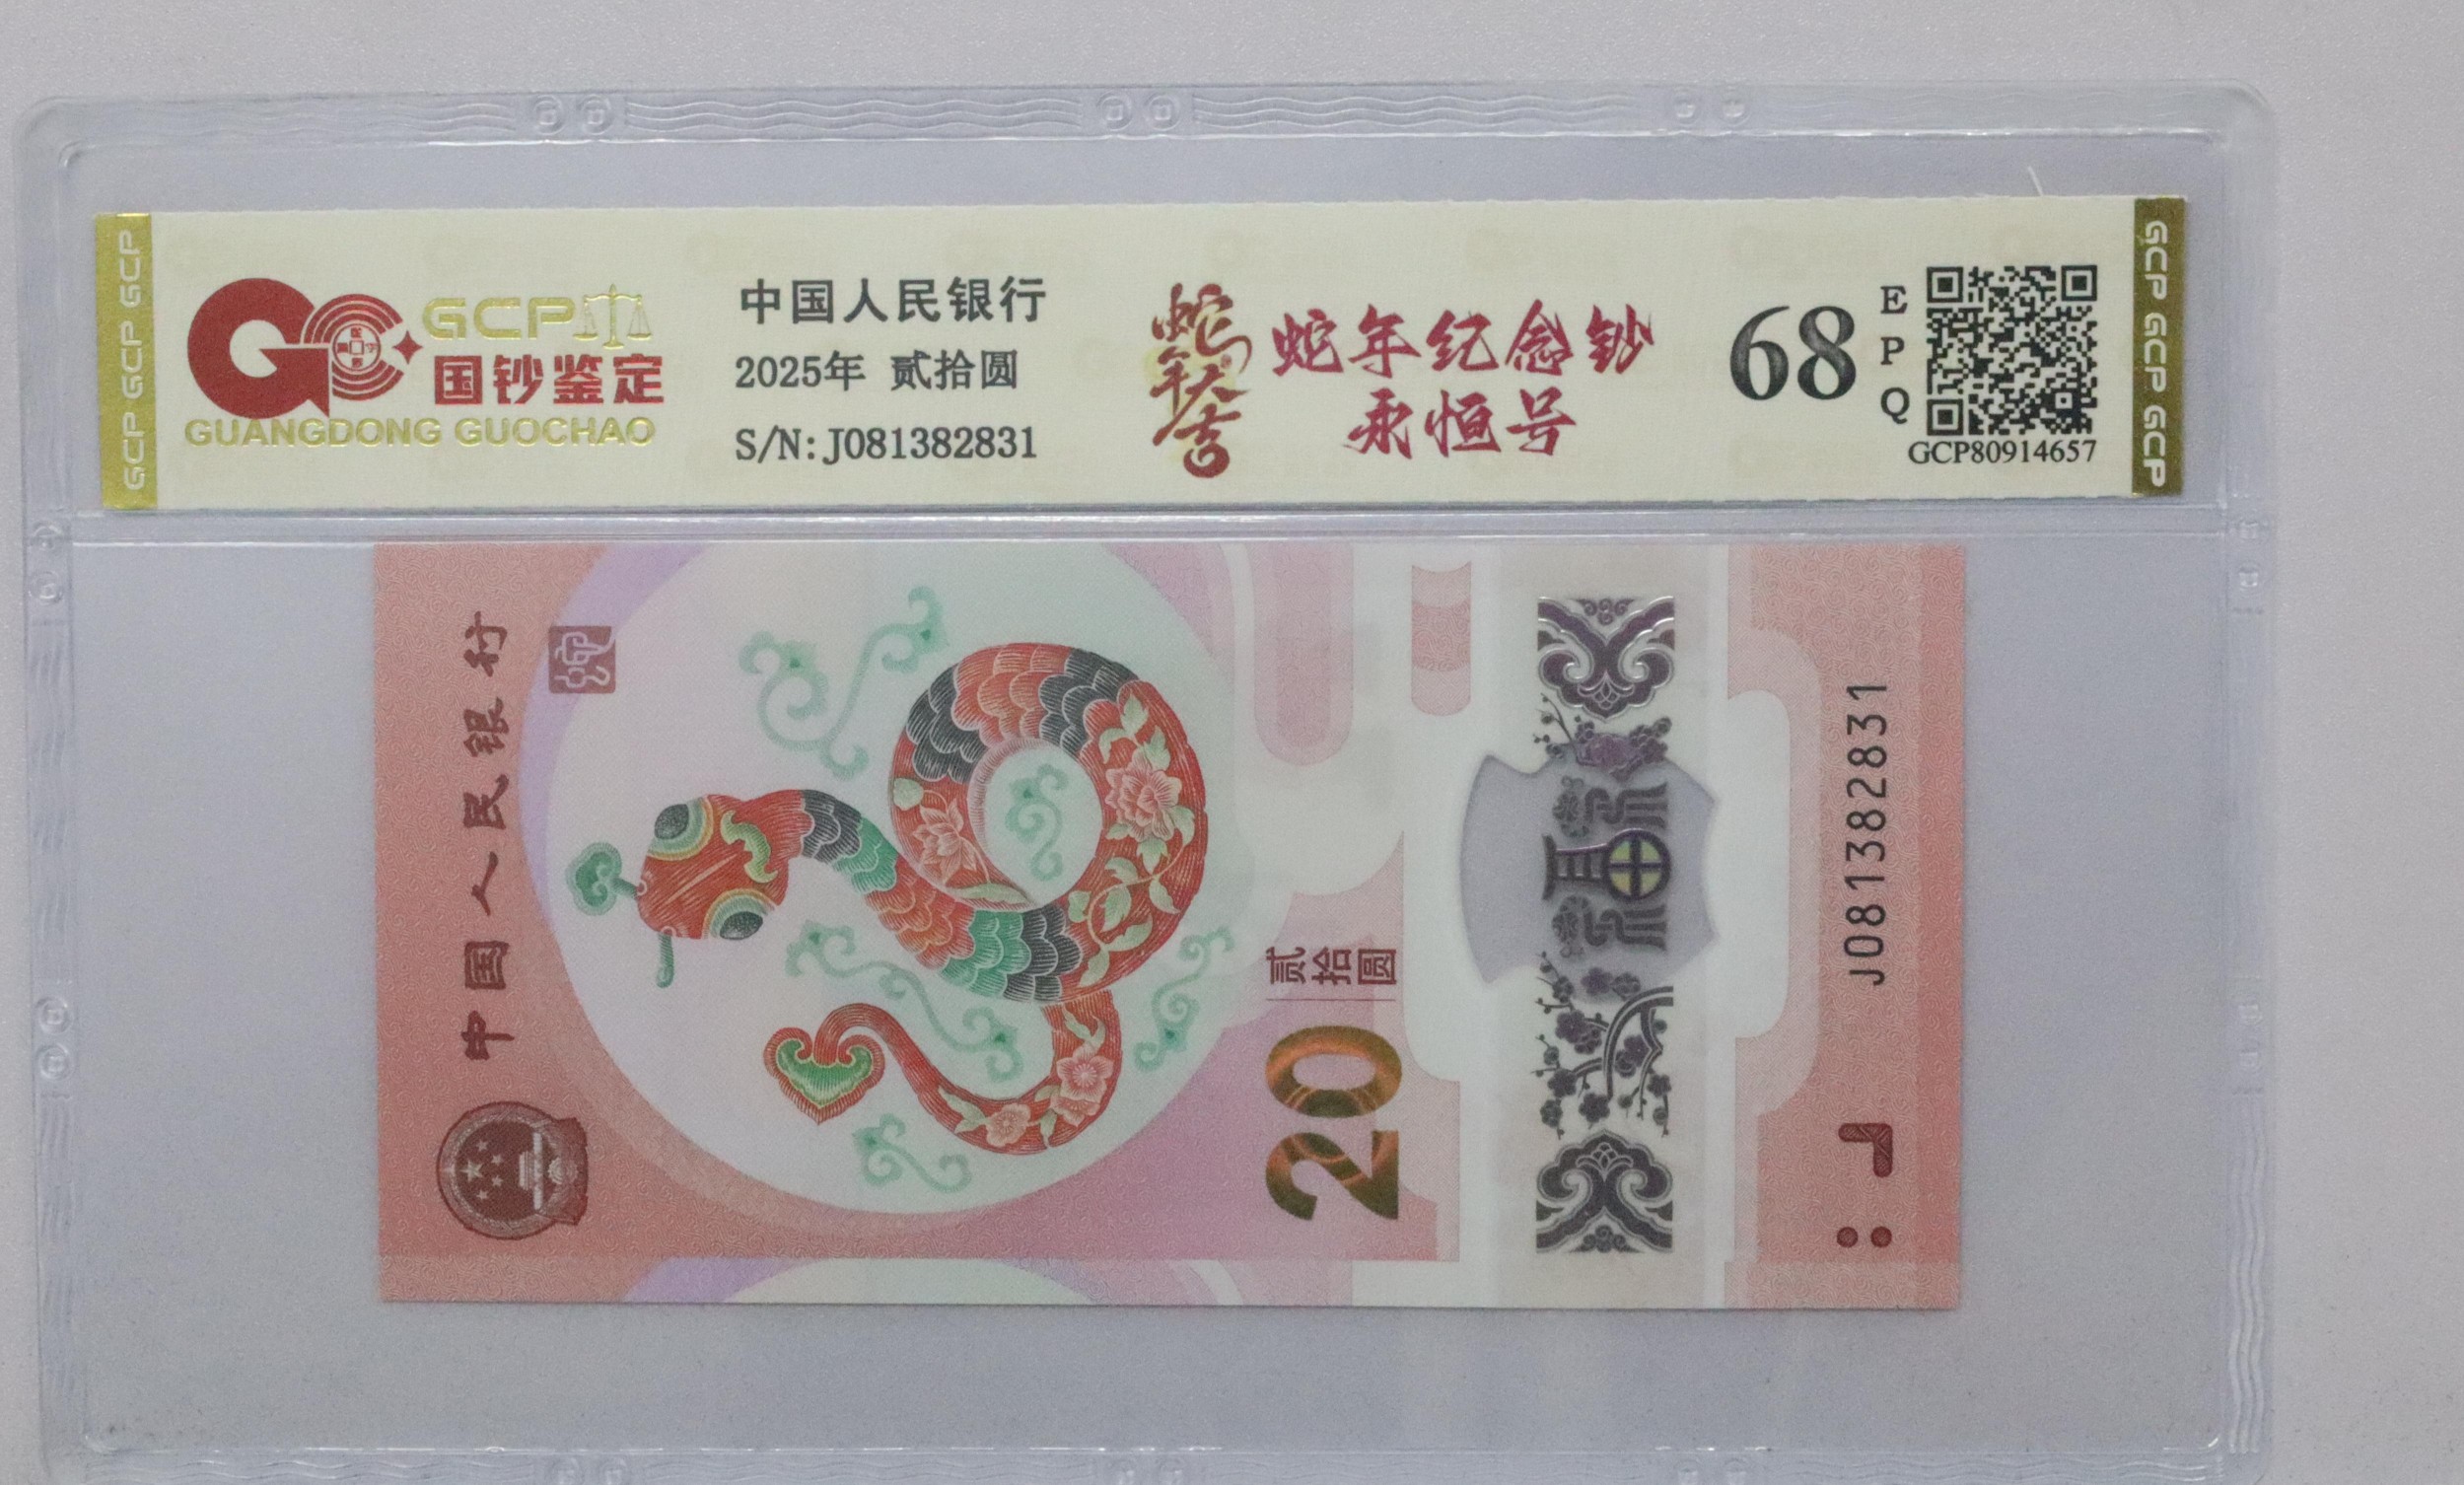 GCP GCP GCP
GCP
国钞鉴定
GUANGDONG GUOCHAO
中国人民银行
2025年 贰拾圆
S/N:J081382831
蛇年大吉
蛇年纪念钞
永恒号
68
EPQ
GCP80914657
GCP GCP GCP
中国人民银行
20
贰拾圆
J081382831